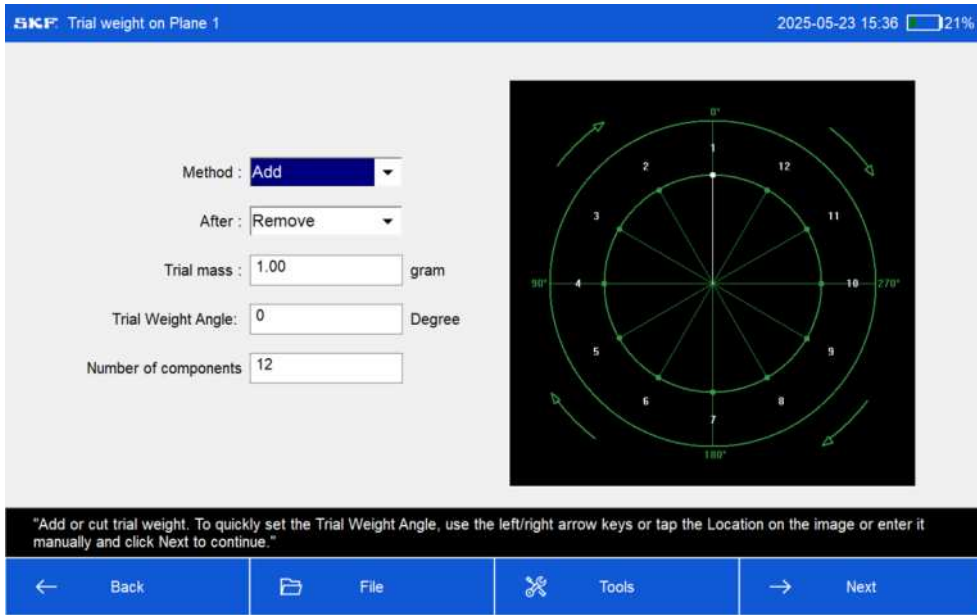 SKF Trial weight on Plane 1
2025-05-23 15:36 21%
Method : Add
After : Remove
Trial mass : 1.00 gram
Trial Weight Angle: 0 Degree
Number of components 12
0°
1
2 12
3 11
90° 4 10 270°
5 9
6 8
7
180°
"Add or cut trial weight. To quickly set the Trial Weight Angle, use the left/right arrow keys or tap the Location on the image or enter it
manually and click Next to continue."
Back File Tools Next